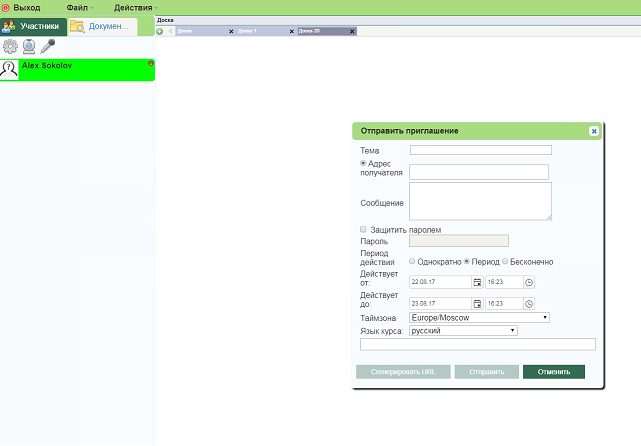 Выход Файл Действия
Участники Докумен...
Доска
Доска Доска 1 Доска 20
Alex Sokolov
Отправить приглашение
Тема
Адрес
получателя
Сообщение
Защитить паролем
Пароль
Период
действия Однократно Период Бесконечно
Действует
от: 22.08.17 16:23
Действует
до: 23.08.17 16:23
Таймзона Europe/Moscow
Язык курса: русский
Сгенерировать URL Отправить Отменить